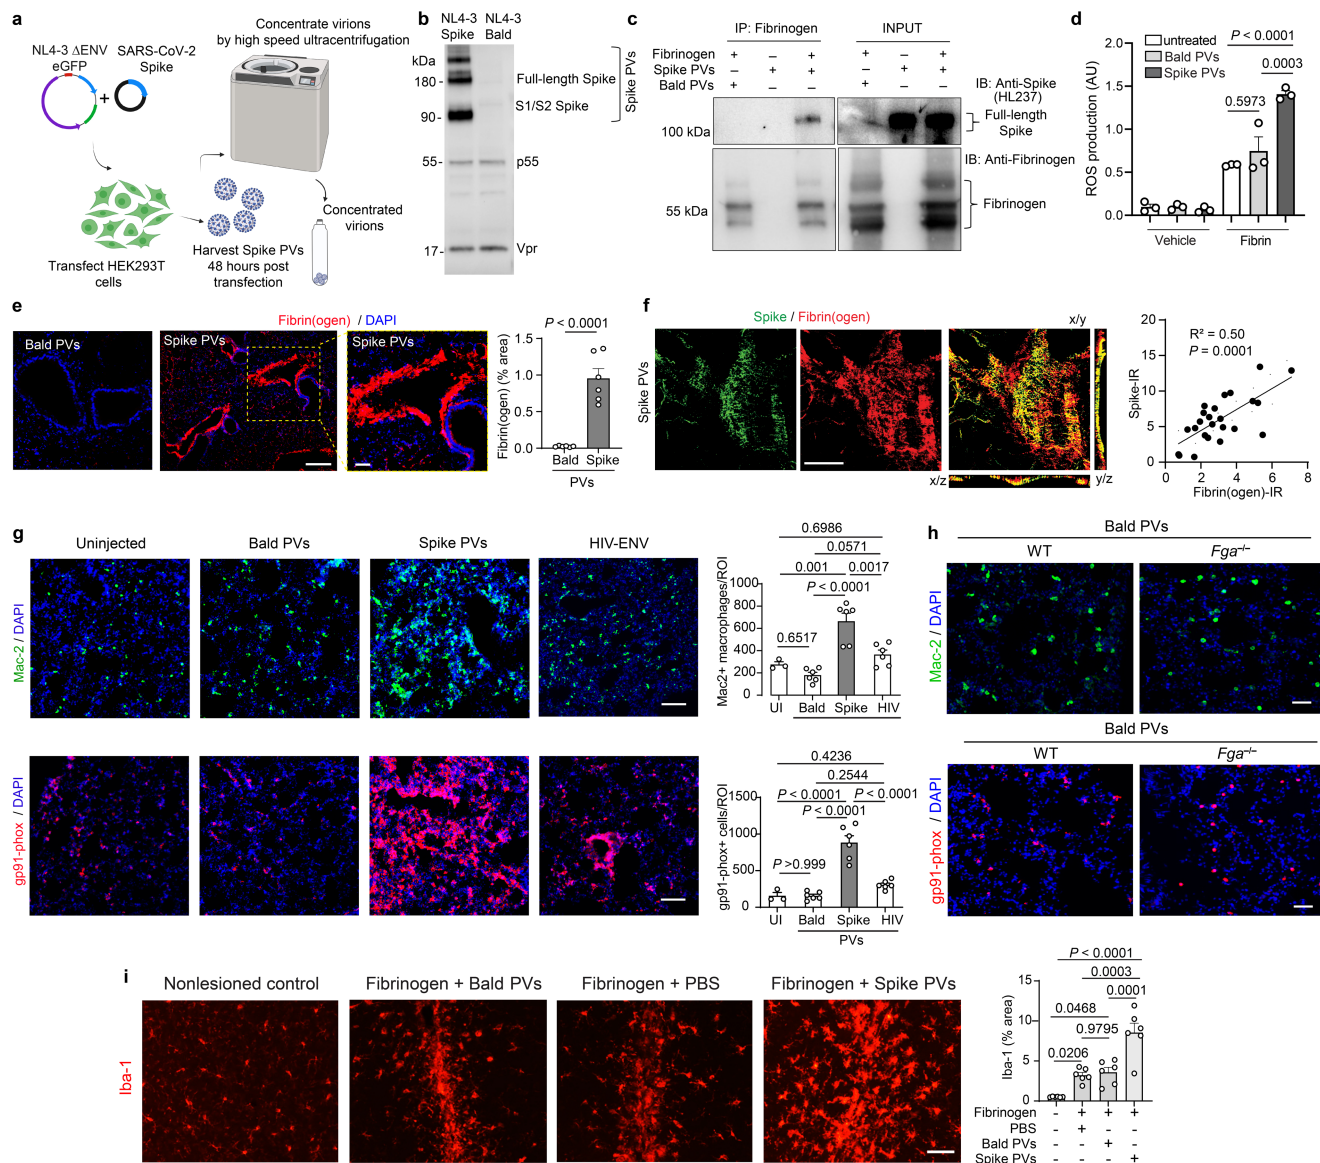 a
NL4-3 ΔENV
eGFP
SARS-CoV-2
Spike
+
Concentrate virions
by high speed ultracentrifugation
Transfect HEK293T
cells
Harvest Spike PVs
48 hours post
transfection
Concentrated
virions
b
NL4-3 NL4-3
Spike Bald
kDa
180
90
55
17
Full-length Spike
S1/S2 Spike
p55
Vpr
Spike PVs
c
IP: Fibrinogen INPUT
Fibrinogen + – + + – +
Spike PVs – – + – + +
Bald PVs + – – + – –
IB: Anti-Spike
(HL237)
Full-length
Spike
100 kDa
IB: Anti-Fibrinogen
55 kDa
Fibrinogen
d
untreated
Bald PVs
Spike PVs
P < 0.0001
0.0003
0.5973
ROS production (AU)
2.0
1.5
1.0
0.5
0.0
Vehicle Fibrin
e
Fibrin(ogen) / DAPI
Bald PVs
Spike PVs
Spike PVs
P < 0.0001
Fibrin(ogen) (% area)
1.5
1.0
0.5
0.0
Bald Spike
PVs
f
Spike / Fibrin(ogen)
Spike PVs
x/y
x/z
y/z
R² = 0.50
P = 0.0001
Spike-IR
20
15
10
5
0
0 2 4 6 8
Fibrin(ogen)-IR
g
Uninjected Bald PVs Spike PVs HIV-ENV
Mac-2 / DAPI
0.6986
0.0571
0.001 0.0017
P < 0.0001
0.6517
Mac2+ macrophages/ROI
1000
800
600
400
200
0
UI Bald Spike HIV
gp91-phox / DAPI
0.4236
0.2544
P < 0.0001 P < 0.0001
P < 0.0001
P >0.999
gp91-phox+ cells/ROI
1500
1000
500
0
UI Bald Spike HIV
PVs
h
Bald PVs
WT Fga–/–
Mac-2 / DAPI
Bald PVs
WT Fga–/–
gp91-phox / DAPI
i
Nonlesioned control Fibrinogen + Bald PVs Fibrinogen + PBS Fibrinogen + Spike PVs
Iba-1
P < 0.0001
0.0003
0.0001
0.0468
0.9795
0.0206
Iba-1 (% area)
15
10
5
0
Fibrinogen - + + +
PBS - + - -
Bald PVs - - + -
Spike PVs - - - +